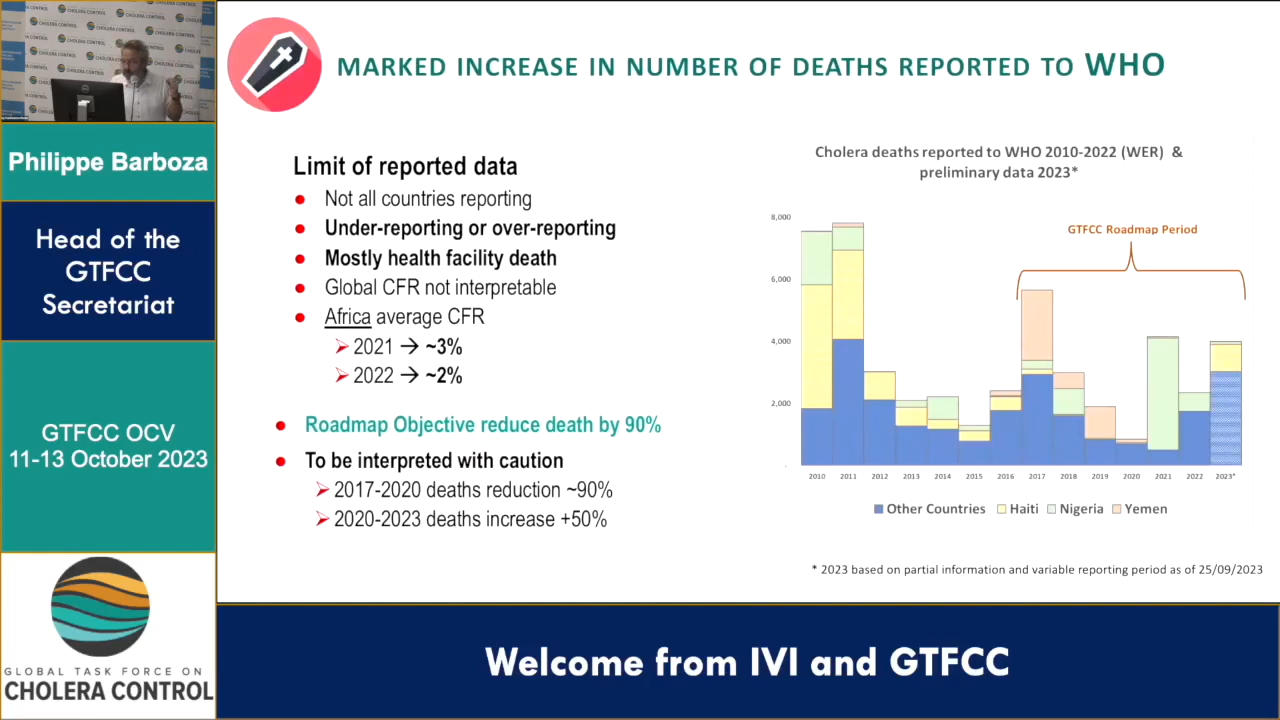 CHOLERA CONTROL
MARKED INCREASE IN NUMBER OF DEATHS REPORTED TO WHO
Philippe Barboza
Head of the
GTFCC
Secretariat
GTFCC OCV
11-13 October 2023
GLOBAL TASK FORCE ON
CHOLERA CONTROL
Limit of reported data
Not all countries reporting
Under-reporting or over-reporting
Mostly health facility death
Global CFR not interpretable
Africa average CFR
2021 → ~3%
2022 → ~2%
Roadmap Objective reduce death by 90%
To be interpreted with caution
2017-2020 deaths reduction ~90%
2020-2023 deaths increase +50%
Cholera deaths reported to WHO 2010-2022 (WER) &
preliminary data 2023*
GTFCC Roadmap Period
8,000
6,000
4,000
2,000
-
2010 2011 2012 2013 2014 2015 2016 2017 2018 2019 2020 2021 2022 2023*
Other Countries Haiti Nigeria Yemen
* 2023 based on partial information and variable reporting period as of 25/09/2023
Welcome from IVI and GTFCC